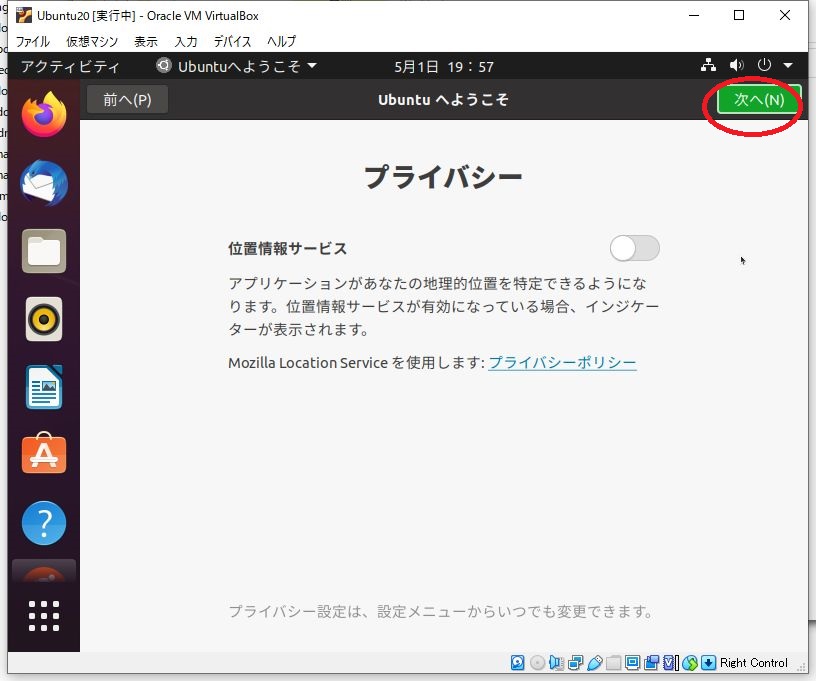 Ubuntu20 [実行中] - Oracle VM VirtualBox
ファイル 仮想マシン 表示 入力 デバイス ヘルプ
アクティビティ Ubuntuへようこそ 5月1日 19：57
前へ(P) Ubuntu へようこそ 次へ(N)
プライバシー
位置情報サービス
アプリケーションがあなたの地理的位置を特定できるようにな
ります。位置情報サービスが有効になっている場合、インジケー
ターが表示されます。
Mozilla Location Service を使用します: プライバシーポリシー
プライバシー設定は、設定メニューからいつでも変更できます。
Right Control